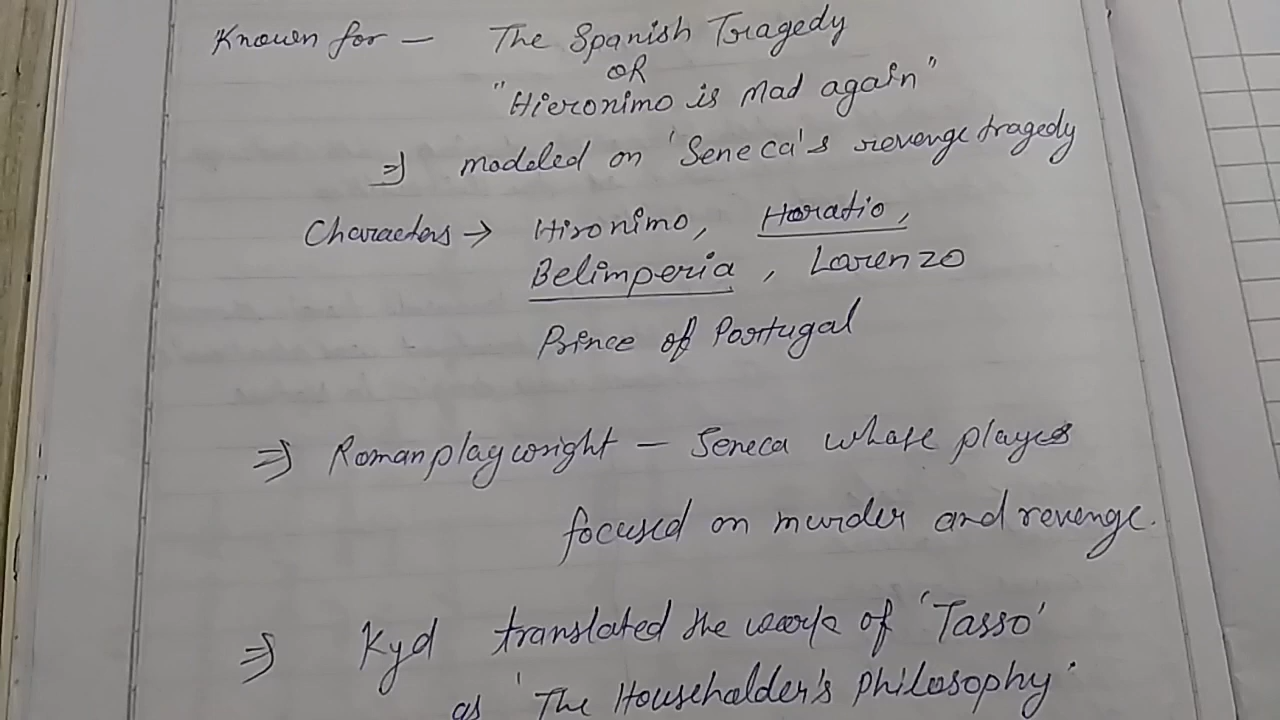 Known for — The Spanish Tragedy
OR
"Hieronimo is Mad again"
⇒ modeled on 'Seneca's revenge tragedy
Characters → Hironimo, Horatio,
Belimperia, Lorenzo
Prince of Portugal
⇒ Roman playwright — Seneca whose playes
focused on murder and revenge.
⇒ Kyd translated the work of 'Tasso'
as 'The Householder's Philosophy'